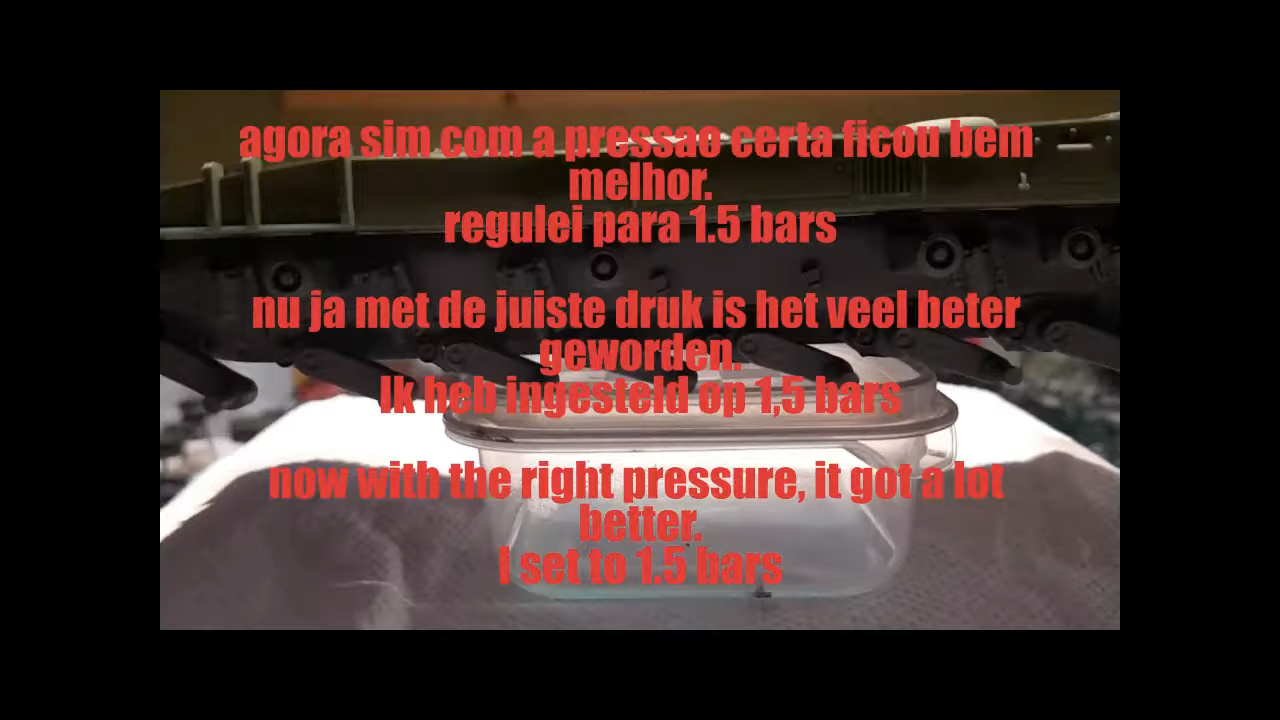 agora sim com a pressao certa ficou bem
melhor.
regulei para 1.5 bars
nu ja met de juiste druk is het veel beter
geworden.
Ik heb ingesteld op 1,5 bars
now with the right pressure, it got a lot
better.
I set to 1.5 bars